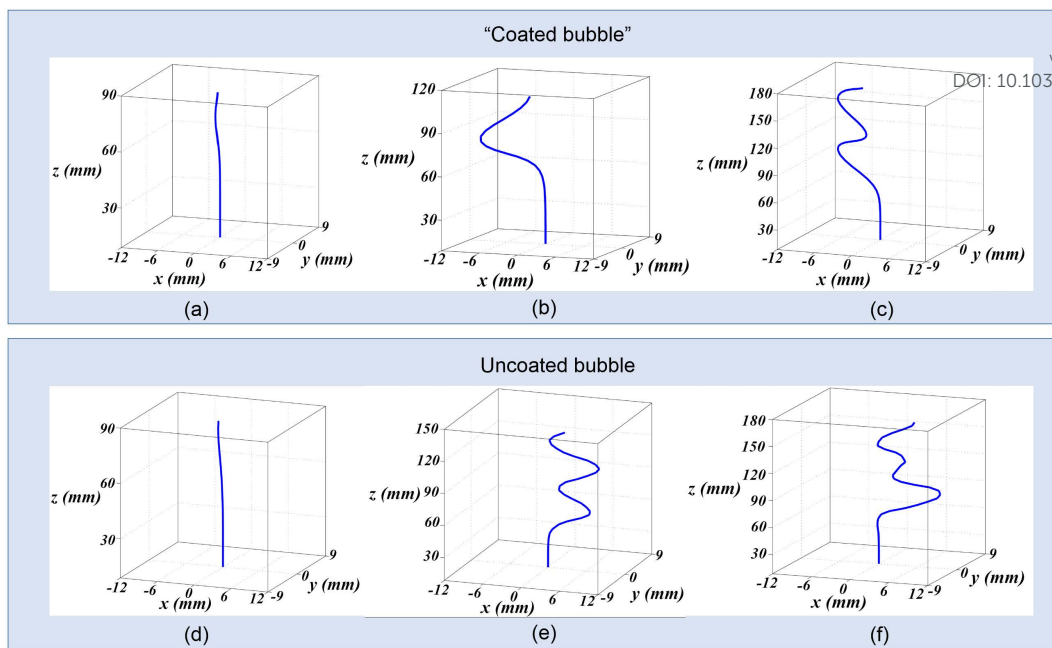 “Coated bubble”
V
DOI: 10.103
90
60
30
z (mm)
-12 -6 0 6 12 -9 0 9
x (mm)
y (mm)
(a)
120
90
60
30
z (mm)
-12 -6 0 6 12 -9 0 9
x (mm)
y (mm)
(b)
180
150
120
90
60
30
z (mm)
-12 -6 0 6 12 -9 0 9
x (mm)
y (mm)
(c)
Uncoated bubble
90
60
30
z (mm)
-12 -6 0 6 12 -9 0 9
x (mm)
y (mm)
(d)
150
120
90
60
30
z (mm)
-12 -6 0 6 12 -9 0 9
x (mm)
y (mm)
(e)
180
150
120
90
60
30
z (mm)
-12 -6 0 6 12 -9 0 9
x (mm)
y (mm)
(f)